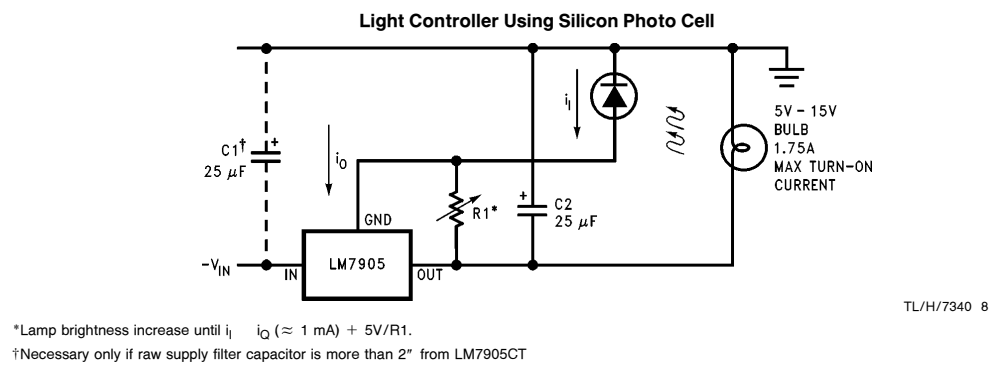 Light Controller Using Silicon Photo Cell
C1† +
25 µF
iQ
iI
5V – 15V
BULB
1.75A
MAX TURN-ON
CURRENT
GND
R1*
+
C2
25 µF
-VIN
IN
LM7905
OUT
TL/H/7340 8
*Lamp brightness increase until iI iQ (≈ 1 mA) + 5V/R1.
†Necessary only if raw supply filter capacitor is more than 2″ from LM7905CT